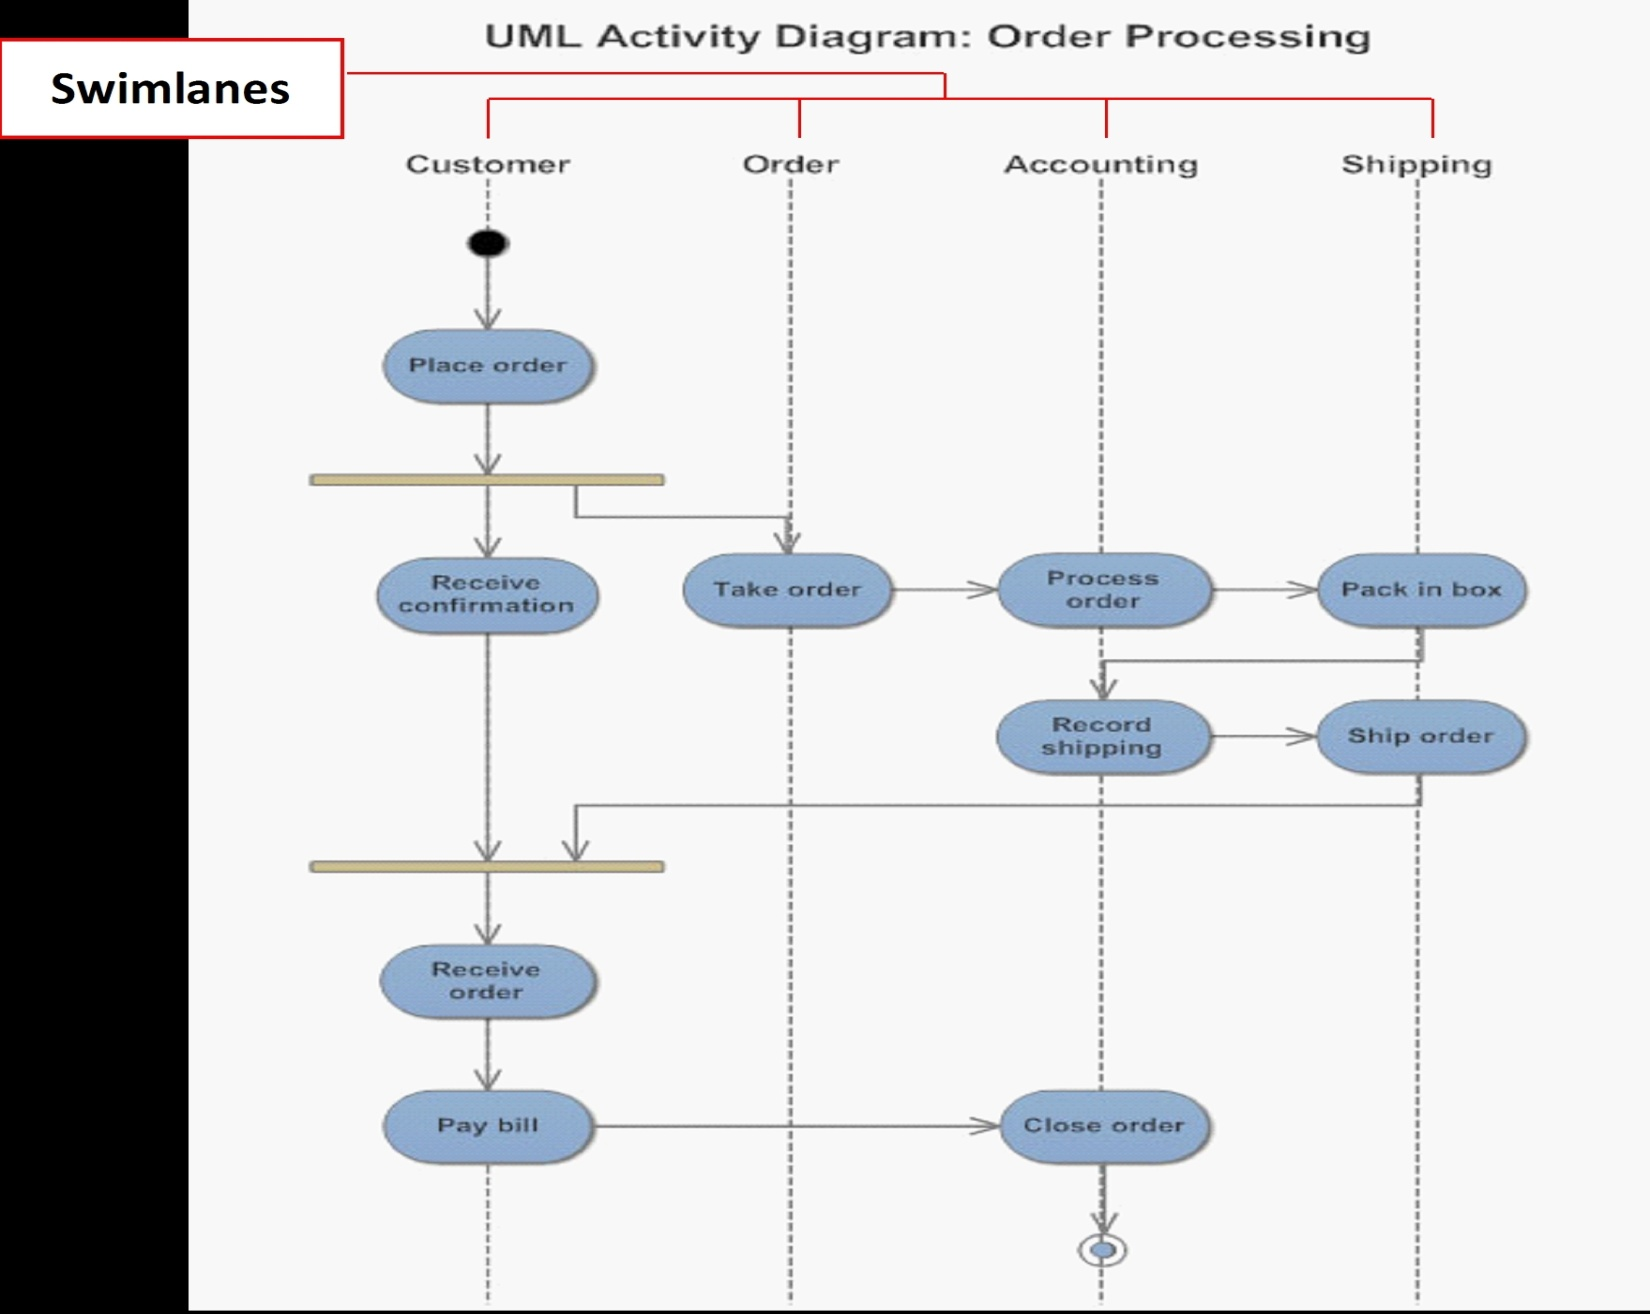 UML Activity Diagram: Order Processing
Swimlanes
Customer
Order
Accounting
Shipping
Place order
Receive
confirmation
Take order
Process
order
Pack in box
Record
shipping
Ship order
Receive
order
Pay bill
Close order